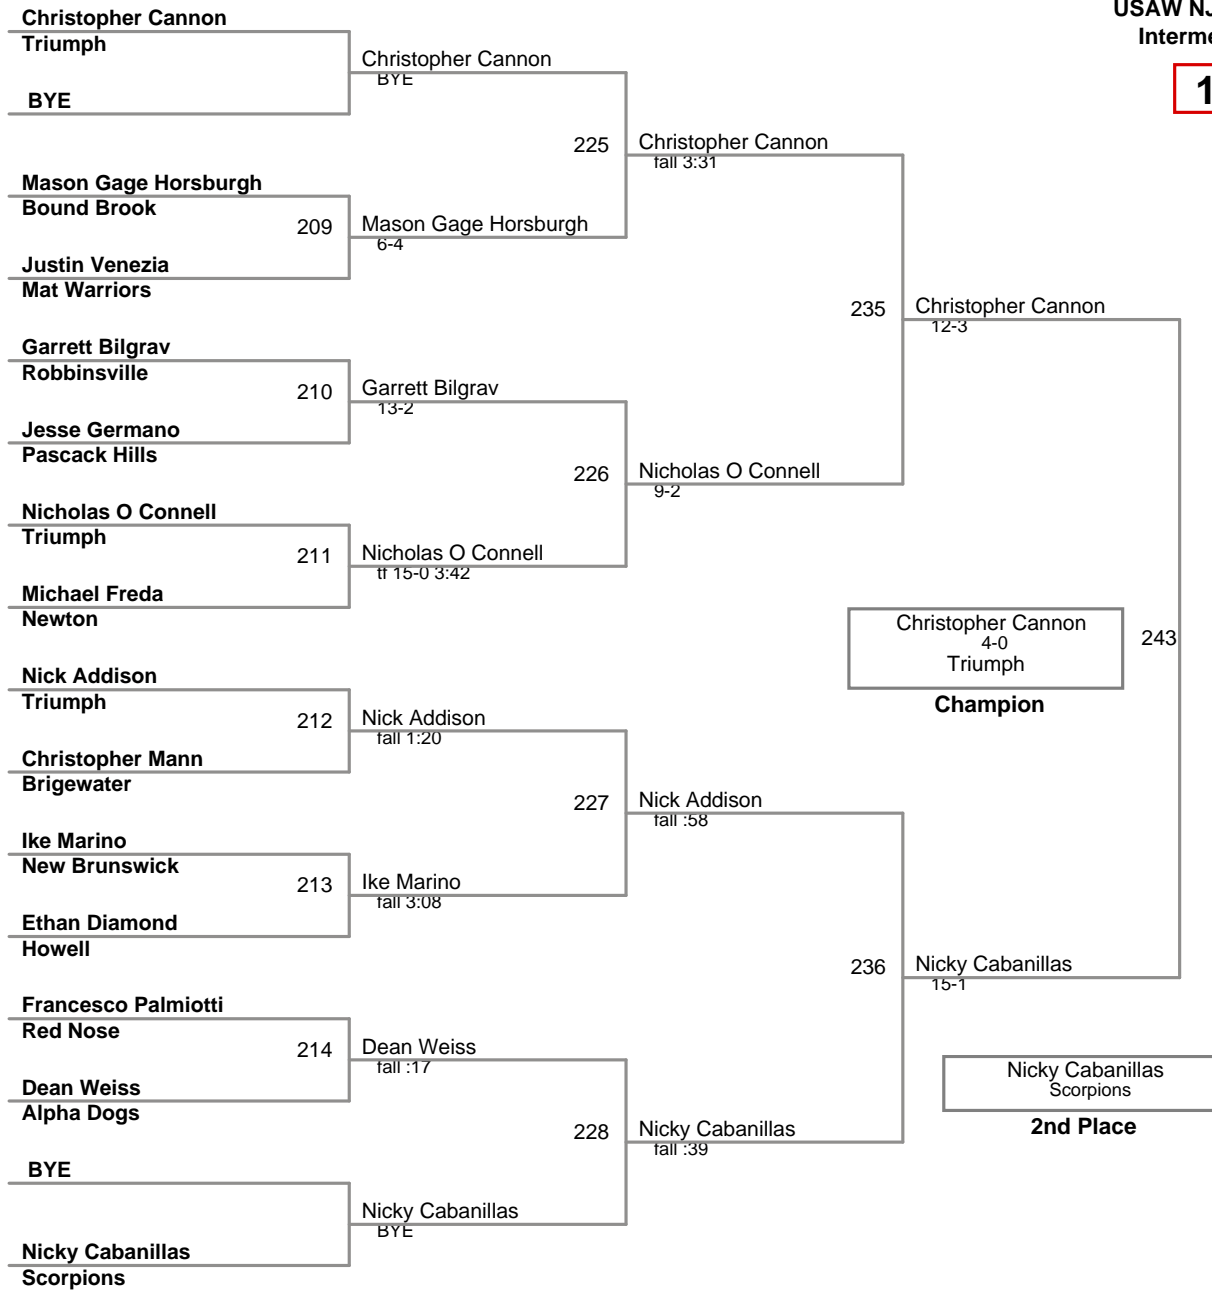 Christopher Cannon
Triumph
BYE
Mason Gage Horsburgh
Bound Brook
209
Justin Venezia
Mat Warriors
Garrett Bilgrav
Robbinsville
210
Jesse Germano
Pascack Hills
Nicholas O Connell
Triumph
211
Michael Freda
Newton
Nick Addison
Triumph
212
Christopher Mann
Brigewater
Ike Marino
New Brunswick
213
Ethan Diamond
Howell
Francesco Palmiotti
Red Nose
214
Dean Weiss
Alpha Dogs
BYE
Nicky Cabanillas
Scorpions
Christopher Cannon
BYE
225
Mason Gage Horsburgh
6-4
Garrett Bilgrav
13-2
226
Nicholas O Connell
tf 15-0 3:42
Nick Addison
fall 1:20
227
Ike Marino
fall 3:08
Dean Weiss
fall :17
228
Nicky Cabanillas
BYE
Christopher Cannon
fall 3:31
235
Nicholas O Connell
9-2
Nick Addison
fall :58
236
Nicky Cabanillas
fall :39
Christopher Cannon
12-3
243
Nicky Cabanillas
15-1
Christopher Cannon
4-0
Triumph
Champion
Nicky Cabanillas
Scorpions
2nd Place
USAW NJ
Interme
1